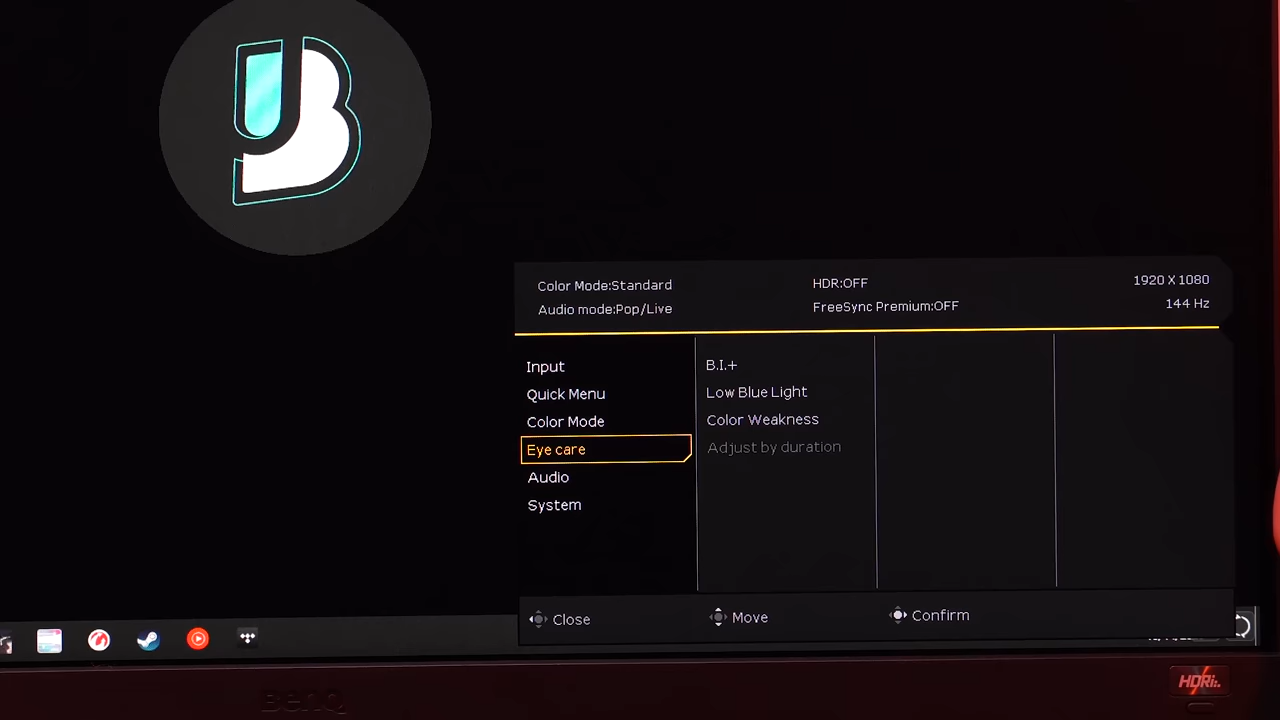 Color Mode:Standard
HDR:OFF
1920 X 1080
Audio mode:Pop/Live
FreeSync Premium:OFF
144 Hz
Input
Quick Menu
Color Mode
Eye care
Audio
System
B.I.+
Low Blue Light
Color Weakness
Adjust by duration
Close
Move
Confirm
BenQ
HDRi